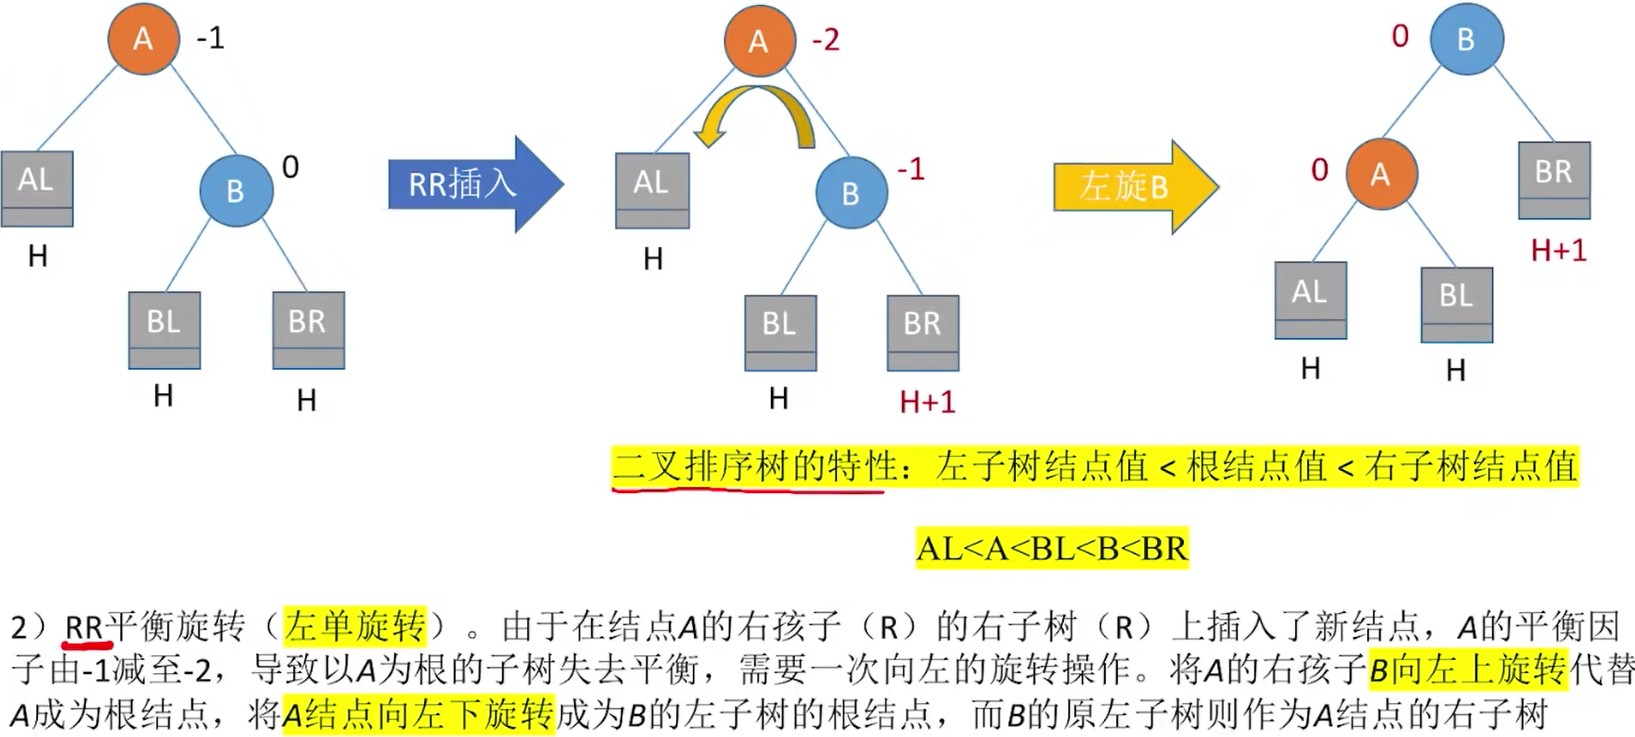 A -1
AL
H
B 0
BL
H
BR
H
RR插入
A -2
AL
H
B -1
BL
H
BR
H+1
左旋B
0 B
0 A
BR
H+1
AL
H
BL
H
二叉排序树的特性：左子树结点值 < 根结点值 < 右子树结点值
AL<A<BL<B<BR
2）RR平衡旋转（左单旋转）。由于在结点A的右孩子（R）的右子树（R）上插入了新结点，A的平衡因
子由-1减至-2，导致以A为根的子树失去平衡，需要一次向左的旋转操作。将A的右孩子B向左上旋转代替
A成为根结点，将A结点向左下旋转成为B的左子树的根结点，而B的原左子树则作为A结点的右子树